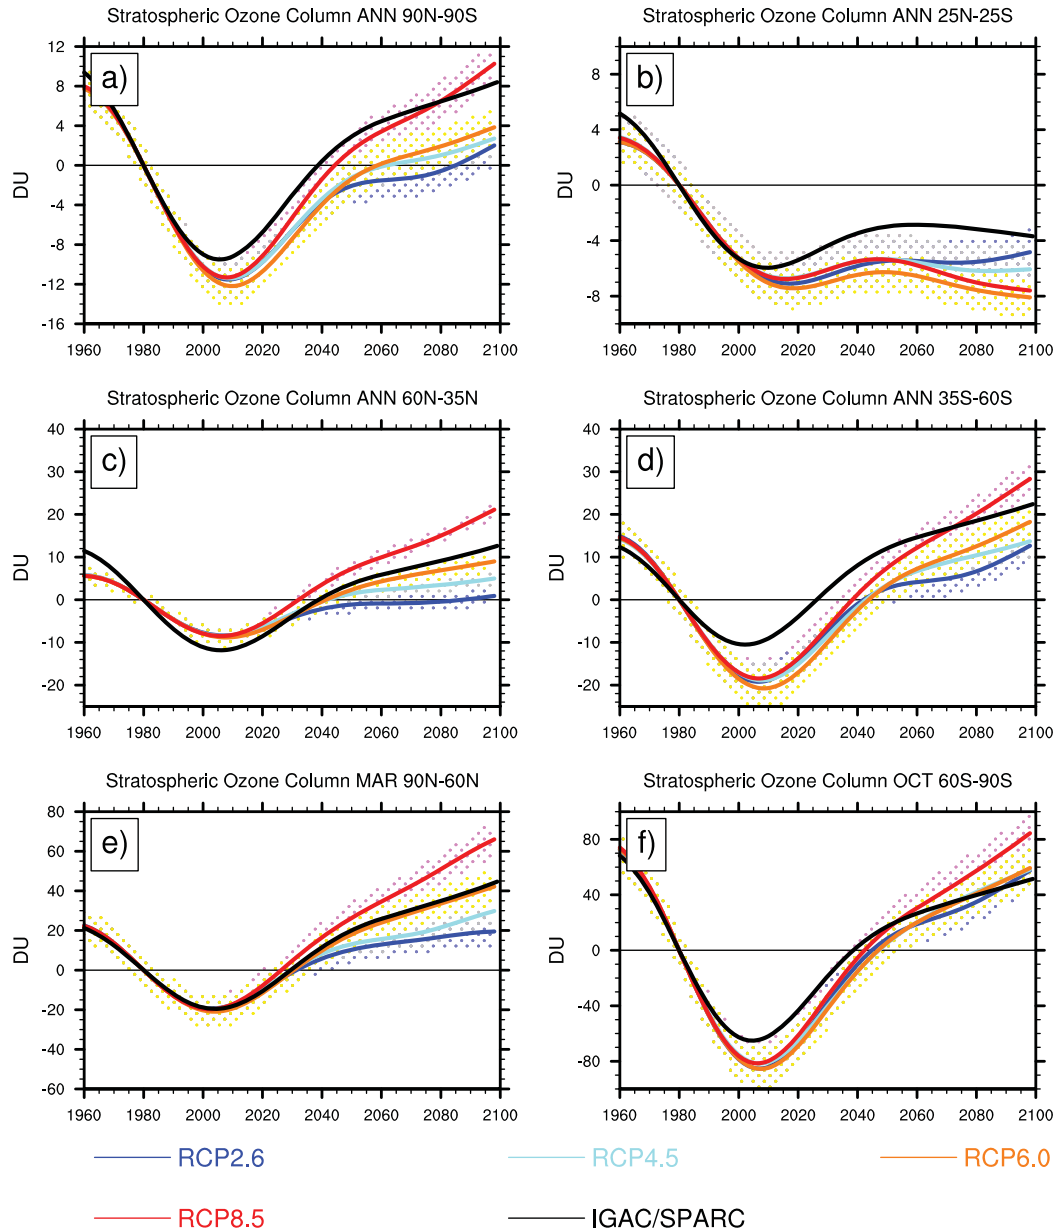 Stratospheric Ozone Column ANN 90N-90S
Stratospheric Ozone Column ANN 25N-25S
a)
b)
12
8
4
0
-4
-8
-12
-16
DU
8
4
0
-4
-8
DU
1960 1980 2000 2020 2040 2060 2080 2100
1960 1980 2000 2020 2040 2060 2080 2100
Stratospheric Ozone Column ANN 60N-35N
Stratospheric Ozone Column ANN 35S-60S
c)
d)
40
30
20
10
0
-10
-20
DU
40
30
20
10
0
-10
-20
DU
1960 1980 2000 2020 2040 2060 2080 2100
1960 1980 2000 2020 2040 2060 2080 2100
Stratospheric Ozone Column MAR 90N-60N
Stratospheric Ozone Column OCT 60S-90S
e)
f)
80
60
40
20
0
-20
-40
-60
DU
80
40
0
-40
-80
DU
1960 1980 2000 2020 2040 2060 2080 2100
1960 1980 2000 2020 2040 2060 2080 2100
RCP2.6
RCP4.5
RCP6.0
RCP8.5
IGAC/SPARC